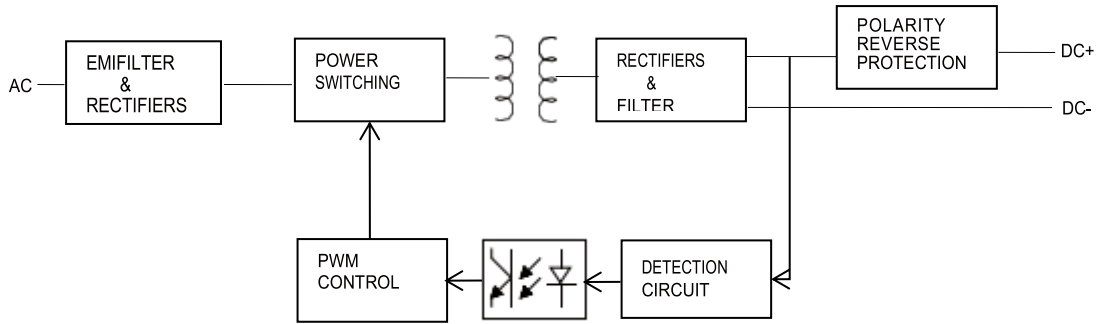 AC
EMIFILTER
&
RECTIFIERS
POWER
SWITCHING
RECTIFIERS
&
FILTER
POLARITY
REVERSE
PROTECTION
DC+
DC-
PWM
CONTROL
DETECTION
CIRCUIT